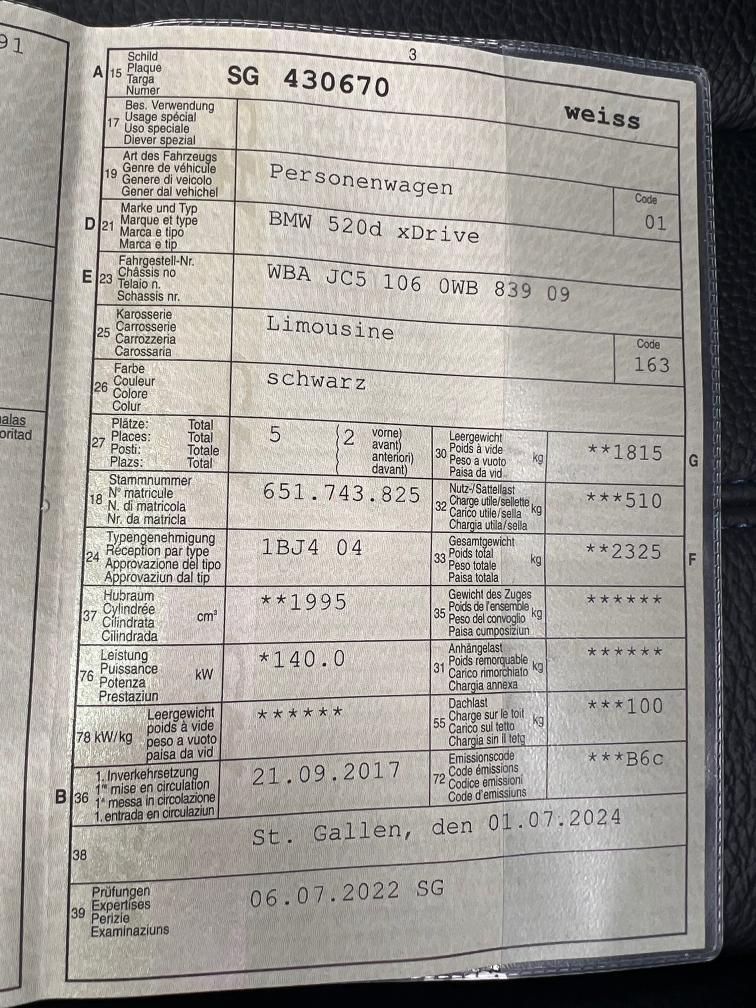 91
3
A 15 Schild
Plaque
Targa
Numer
SG 430670
weiss
17 Bes. Verwendung
Usage spécial
Uso speciale
Diever spezial
19 Art des Fahrzeugs
Genre de véhicule
Genere di veicolo
Gener dal vehichel
Personenwagen
Code
01
D 21 Marke und Typ
Marque et type
Marca e tipo
Marca e tip
BMW 520d xDrive
E 23 Fahrgestell-Nr.
Châssis no
Telaio n.
Schassis nr.
WBA JC5 106 0WB 839 09
25 Karosserie
Carrosserie
Carrozzeria
Carossaria
Limousine
Code
163
26 Farbe
Couleur
Colore
Colur
schwarz
27 Plätze: Total
Places: Total
Posti: Totale
Plazs: Total
5
2 vorne)
avant)
anteriori)
davant)
30 Leergewicht
Poids à vide
Peso a vuoto kg
Paisa da vid
**1815
G
18 Stammnummer
N° matricule
N. di matricola
Nr. da matricla
651.743.825
32 Nutz-/Sattellast
Charge utile/sellette kg
Carico utile/sella
Chargia utila/sella
***510
24 Typengenehmigung
Réception par type
Approvazione del tipo
Approvaziun dal tip
1BJ4 04
33 Gesamtgewicht
Poids total kg
Peso totale
Paisa totala
**2325
F
37 Hubraum
Cylindrée cm³
Cilindrata
Cilindrada
**1995
35 Gewicht des Zuges
Poids de l'ensemble kg
Peso del convoglio
Paisa cumposiziun
******
76 Leistung
Puissance kW
Potenza
Prestaziun
*140.0
31 Anhängelast
Poids remorquable kg
Carico rimorchiato
Chargia annexa
******
78 kW/kg Leergewicht
poids à vide
peso a vuoto
paisa da vid
******
55 Dachlast
Charge sur le toit kg
Carico sul tetto
Chargia sin il tetg
***100
B 36 1. Inverkehrsetzung
1re mise en circulation
1a messa in circolazione
1. entrada en circulaziun
21.09.2017
72 Emissionscode
Code émissions
Codice emissioni
Code d'emissiuns
***B6c
38
St. Gallen, den 01.07.2024
39 Prüfungen
Expertises
Perizie
Examinaziuns
06.07.2022 SG